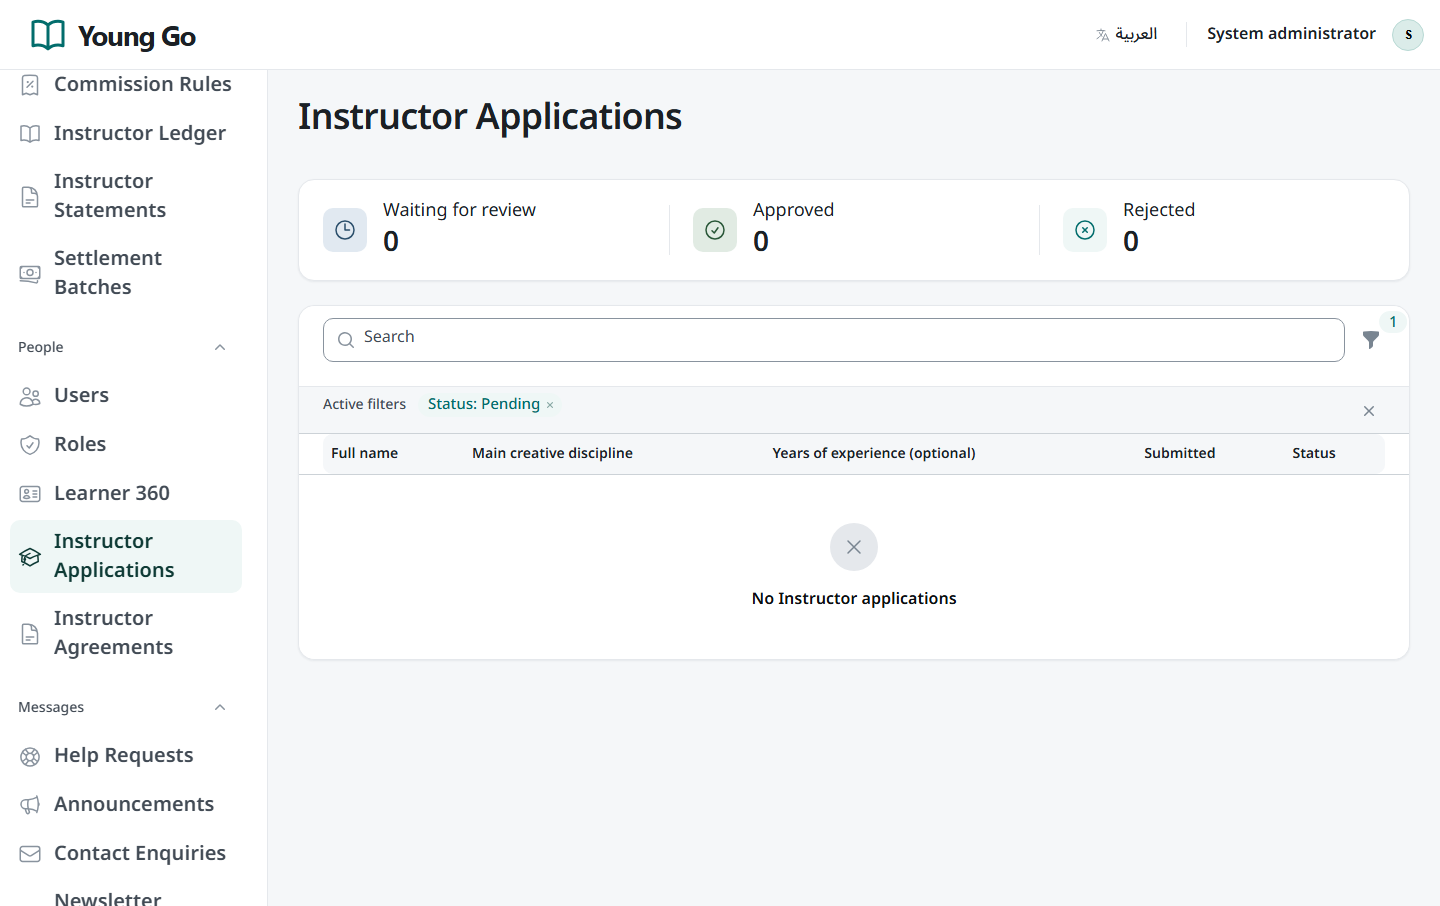 Young Go
العربية
System administrator
S
Commission Rules
Instructor Ledger
Instructor
Statements
Settlement
Batches
People
Users
Roles
Learner 360
Instructor
Applications
Instructor
Agreements
Messages
Help Requests
Announcements
Contact Enquiries
Newsletter
Instructor Applications
Waiting for review
0
Approved
0
Rejected
0
Search
1
Active filters
Status: Pending ×
Full name
Main creative discipline
Years of experience (optional)
Submitted
Status
No Instructor applications